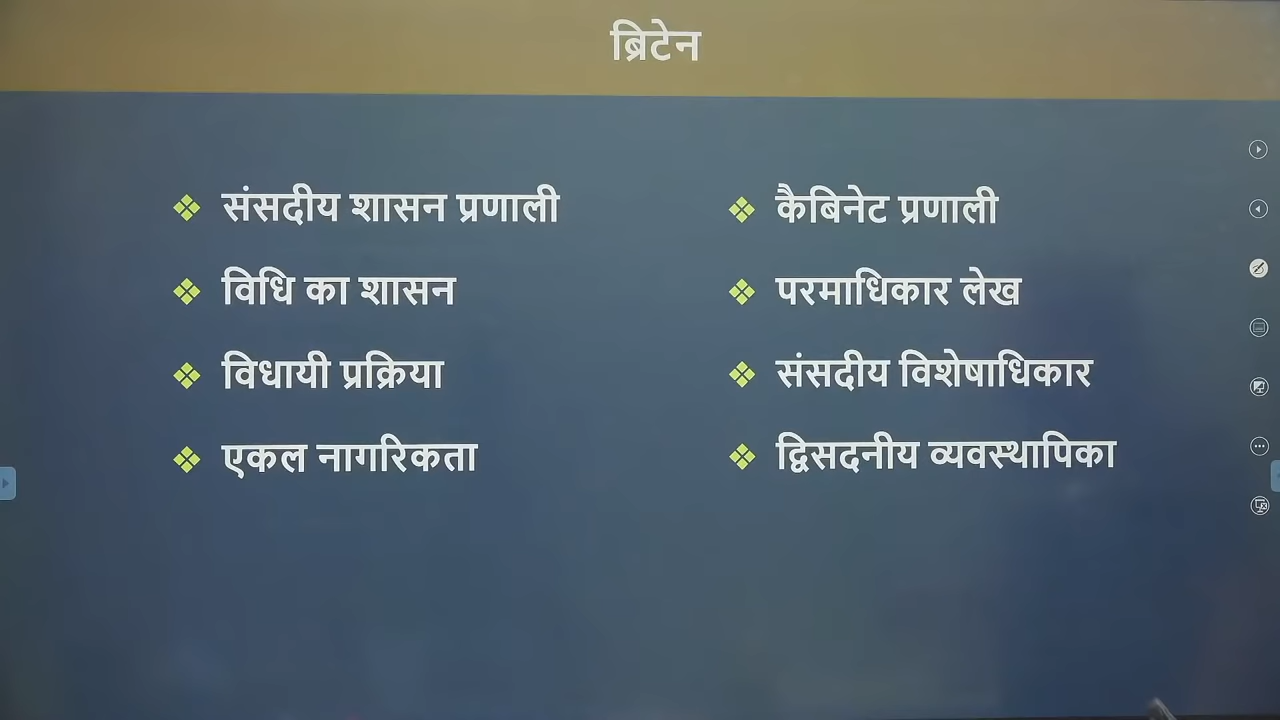 ब्रिटेन
संसदीय शासन प्रणाली
विधि का शासन
विधायी प्रक्रिया
एकल नागरिकता
कैबिनेट प्रणाली
परमाधिकार लेख
संसदीय विशेषाधिकार
द्विसदनीय व्यवस्थापिका